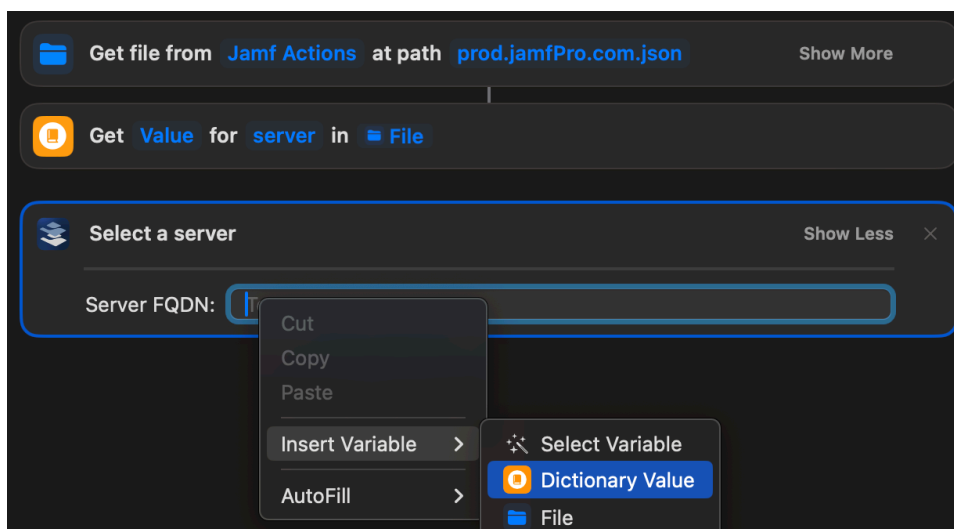 Get file from Jamf Actions at path prod.jamfPro.com.json Show More
Get Value for server in File
Select a server Show Less
Server FQDN:
Cut
Copy
Paste
Insert Variable
Select Variable
Dictionary Value
AutoFill
File